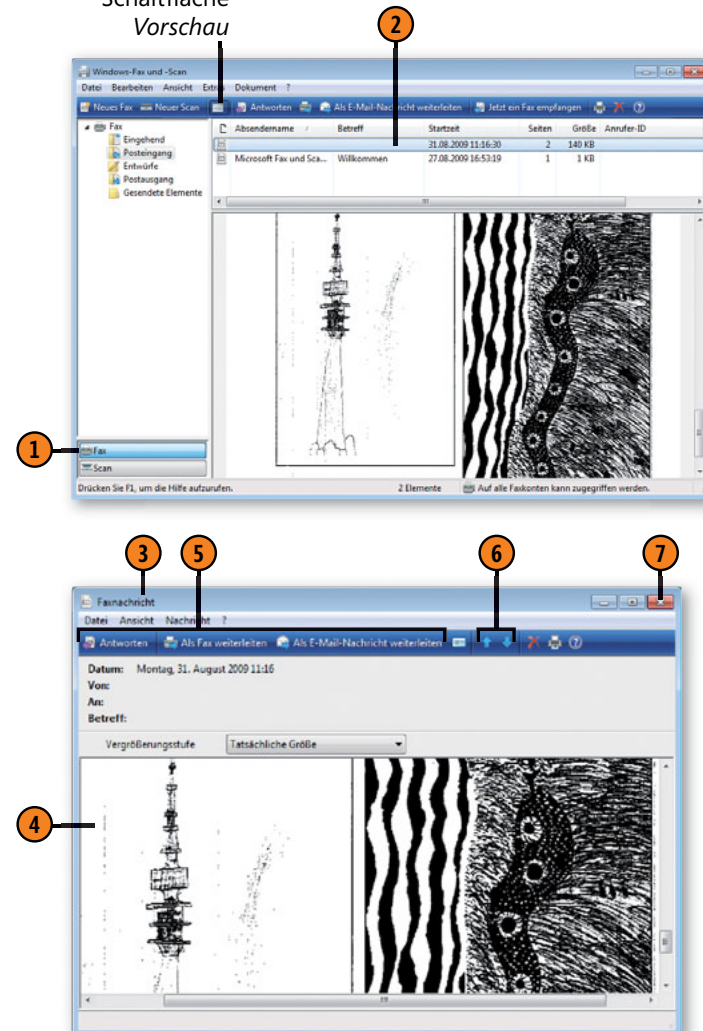 Schaltfläche
Vorschau
2
Windows-Fax und -Scan
Datei Bearbeiten Ansicht Extras Dokument ?
Neues Fax Neuer Scan Antworten Als E-Mail-Nachricht weiterleiten Jetzt ein Fax empfangen
Fax
Eingehend
Posteingang
Entwürfe
Postausgang
Gesendete Elemente
Absendername Betreff Startzeit Seiten Größe Anrufer-ID
31.08.2009 11:16:30 2 140 KB
Microsoft Fax und Sca... Willkommen 27.08.2009 16:53:19 1 1 KB
1
Fax
Scan
Drücken Sie F1, um die Hilfe aufzurufen. 2 Elemente Auf alle Faxkonten kann zugegriffen werden.
3 5 6 7
Faxnachricht
Datei Ansicht Nachricht ?
Antworten Als Fax weiterleiten Als E-Mail-Nachricht weiterleiten
Datum: Montag, 31. August 2009 11:16
Von:
An:
Betreff:
Vergrößerungsstufe Tatsächliche Größe
4